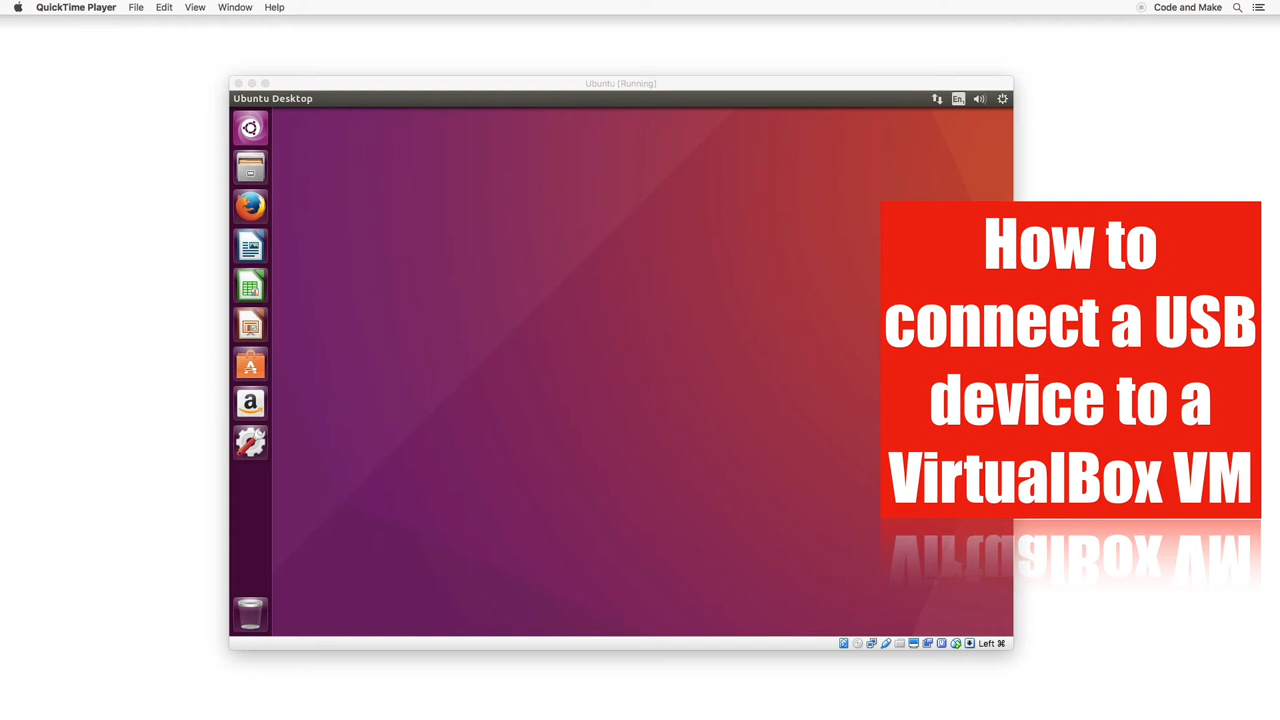 QuickTime Player File Edit View Window Help Code and Make
Ubuntu [Running]
Ubuntu Desktop En
How to
connect a USB
device to a
VirtualBox VM
Left ⌘